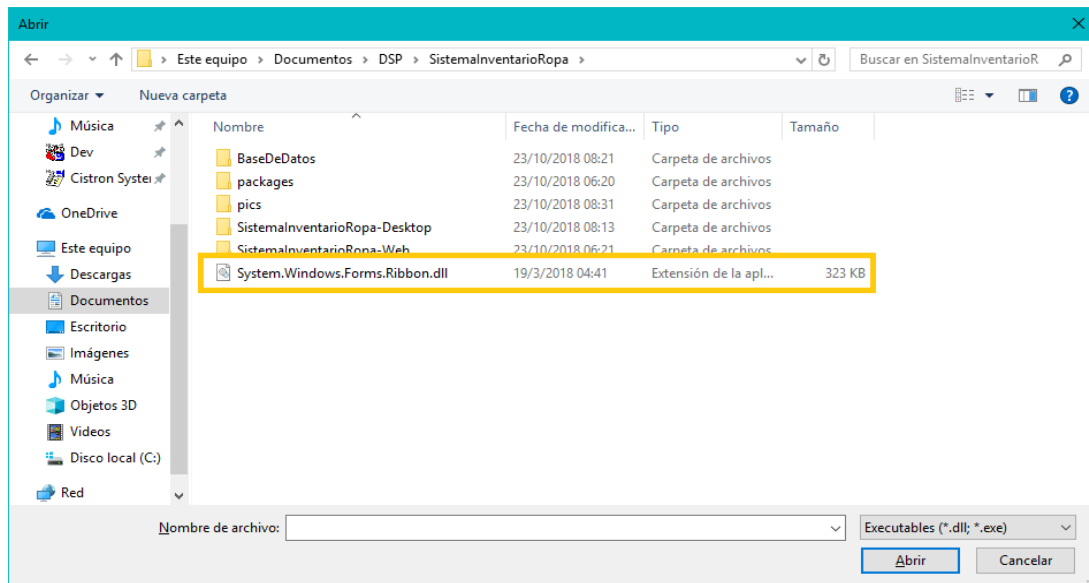 Abrir
Este equipo > Documentos > DSP > SistemaInventarioRopa >
Buscar en SistemaInventarioR
Organizar
Nueva carpeta
Nombre Fecha de modifica... Tipo Tamaño
Música
Dev
Cistron System
OneDrive
Este equipo
Descargas
Documentos
Escritorio
Imágenes
Música
Objetos 3D
Videos
Disco local (C:)
Red
BaseDeDatos 23/10/2018 08:21 Carpeta de archivos
packages 23/10/2018 06:20 Carpeta de archivos
pics 23/10/2018 08:31 Carpeta de archivos
SistemaInventarioRopa-Desktop 23/10/2018 08:13 Carpeta de archivos
SistemaInventarioRopa-Web 23/10/2018 06:21 Carpeta de archivos
System.Windows.Forms.Ribbon.dll 19/3/2018 04:41 Extensión de la apl... 323 KB
Nombre de archivo:
Executables (*.dll; *.exe)
Abrir
Cancelar